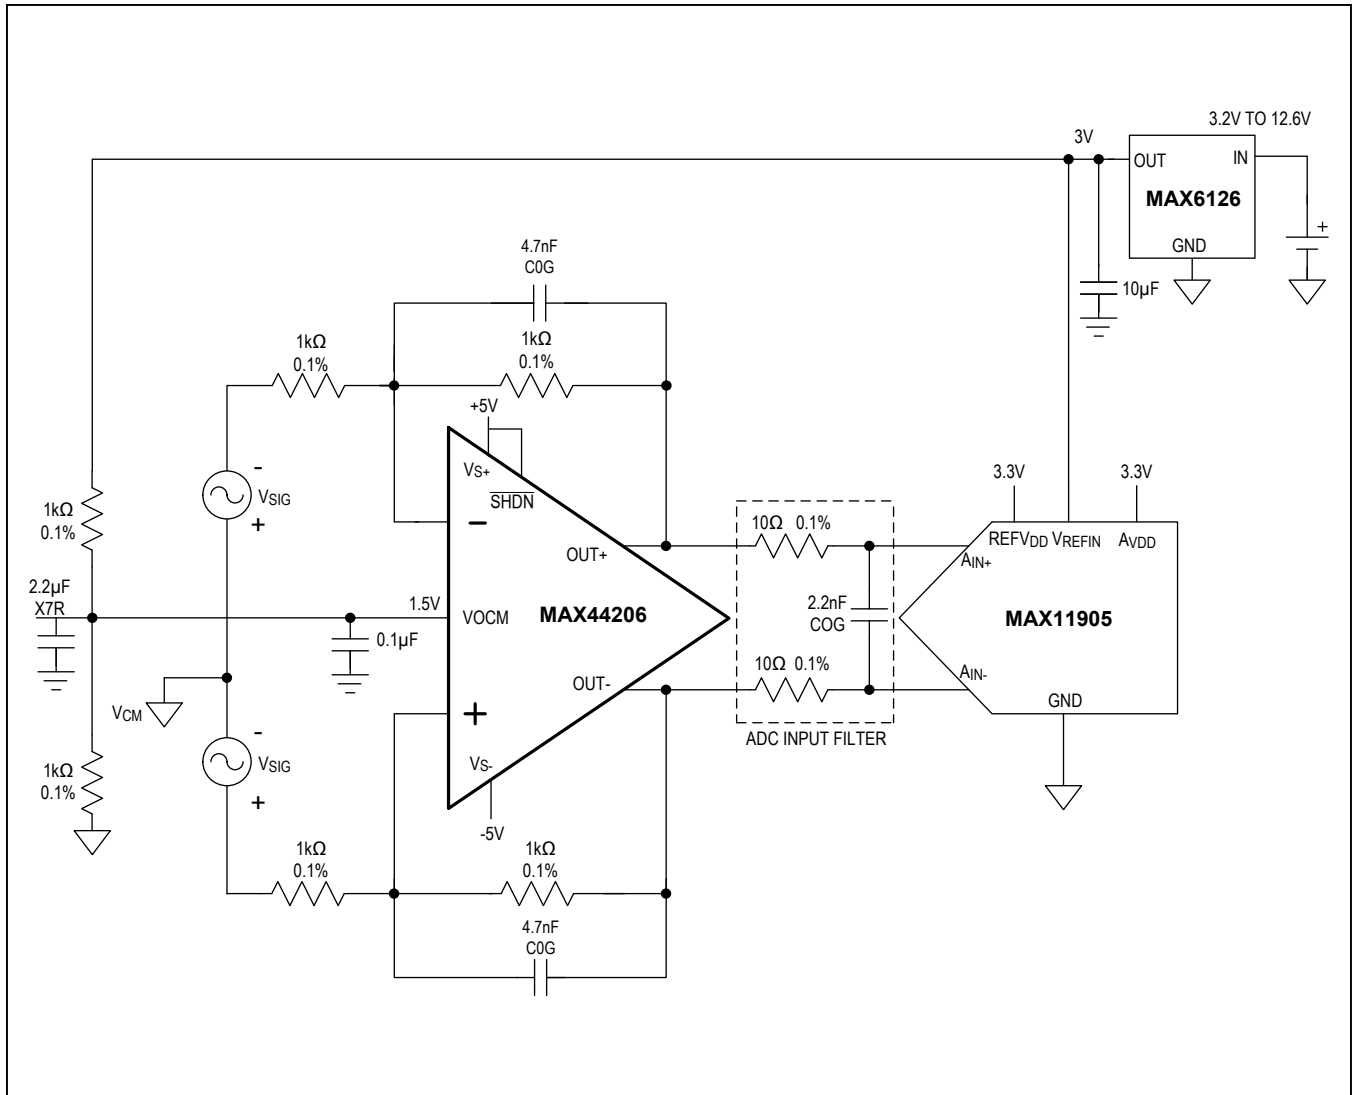 3.2V TO 12.6V
3V
OUT
IN
MAX6126
GND
+
10µF
4.7nF
C0G
1kΩ
0.1%
1kΩ
0.1%
+5V
VS+
SHDN
-
VSIG
+
−
3.3V
3.3V
1kΩ
0.1%
10Ω 0.1%
REFVDD
VREFIN
AVDD
OUT+
AIN+
2.2µF
X7R
1.5V
VOCM
MAX44206
2.2nF
COG
MAX11905
0.1µF
10Ω 0.1%
OUT-
AIN-
VCM
GND
-
VSIG
+
+
ADC INPUT FILTER
1kΩ
0.1%
VS-
-5V
1kΩ
0.1%
1kΩ
0.1%
4.7nF
C0G